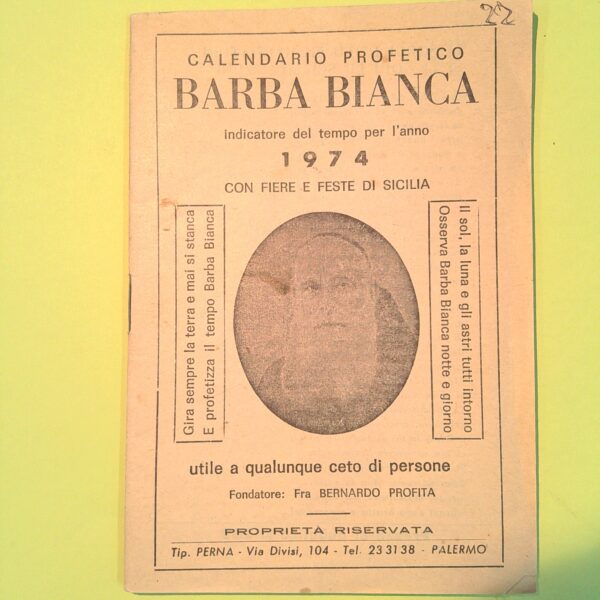 22
CALENDARIO PROFETICO
BARBA BIANCA
indicatore del tempo per l'anno
1974
CON FIERE E FESTE DI SICILIA
Gira sempre la terra e mai si stanca
E profetizza il tempo Barba Bianca
Il sol, la luna e gli astri tutti intorno
Osserva Barba Bianca notte e giorno
utile a qualunque ceto di persone
Fondatore: Fra BERNARDO PROFITA
PROPRIETÀ RISERVATA
Tip. PERNA - Via Divisi, 104 - Tel. 233138 - PALERMO